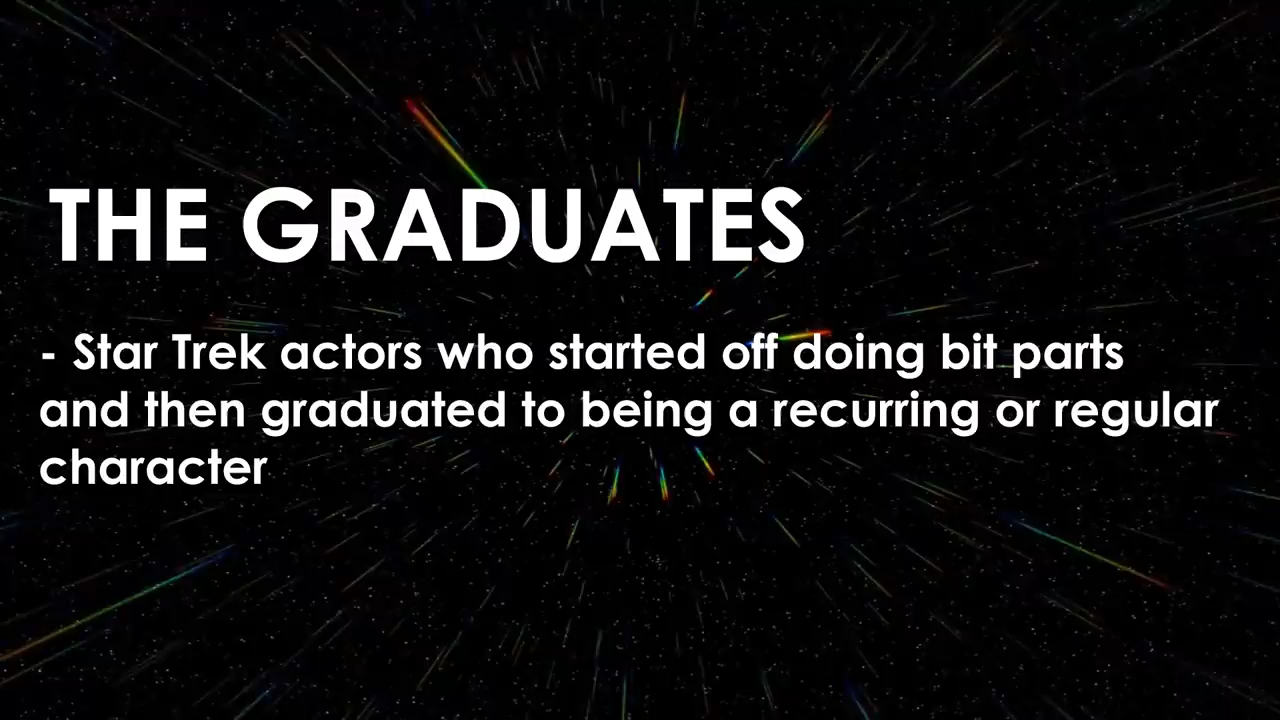 THE GRADUATES
- Star Trek actors who started off doing bit parts
and then graduated to being a recurring or regular
character